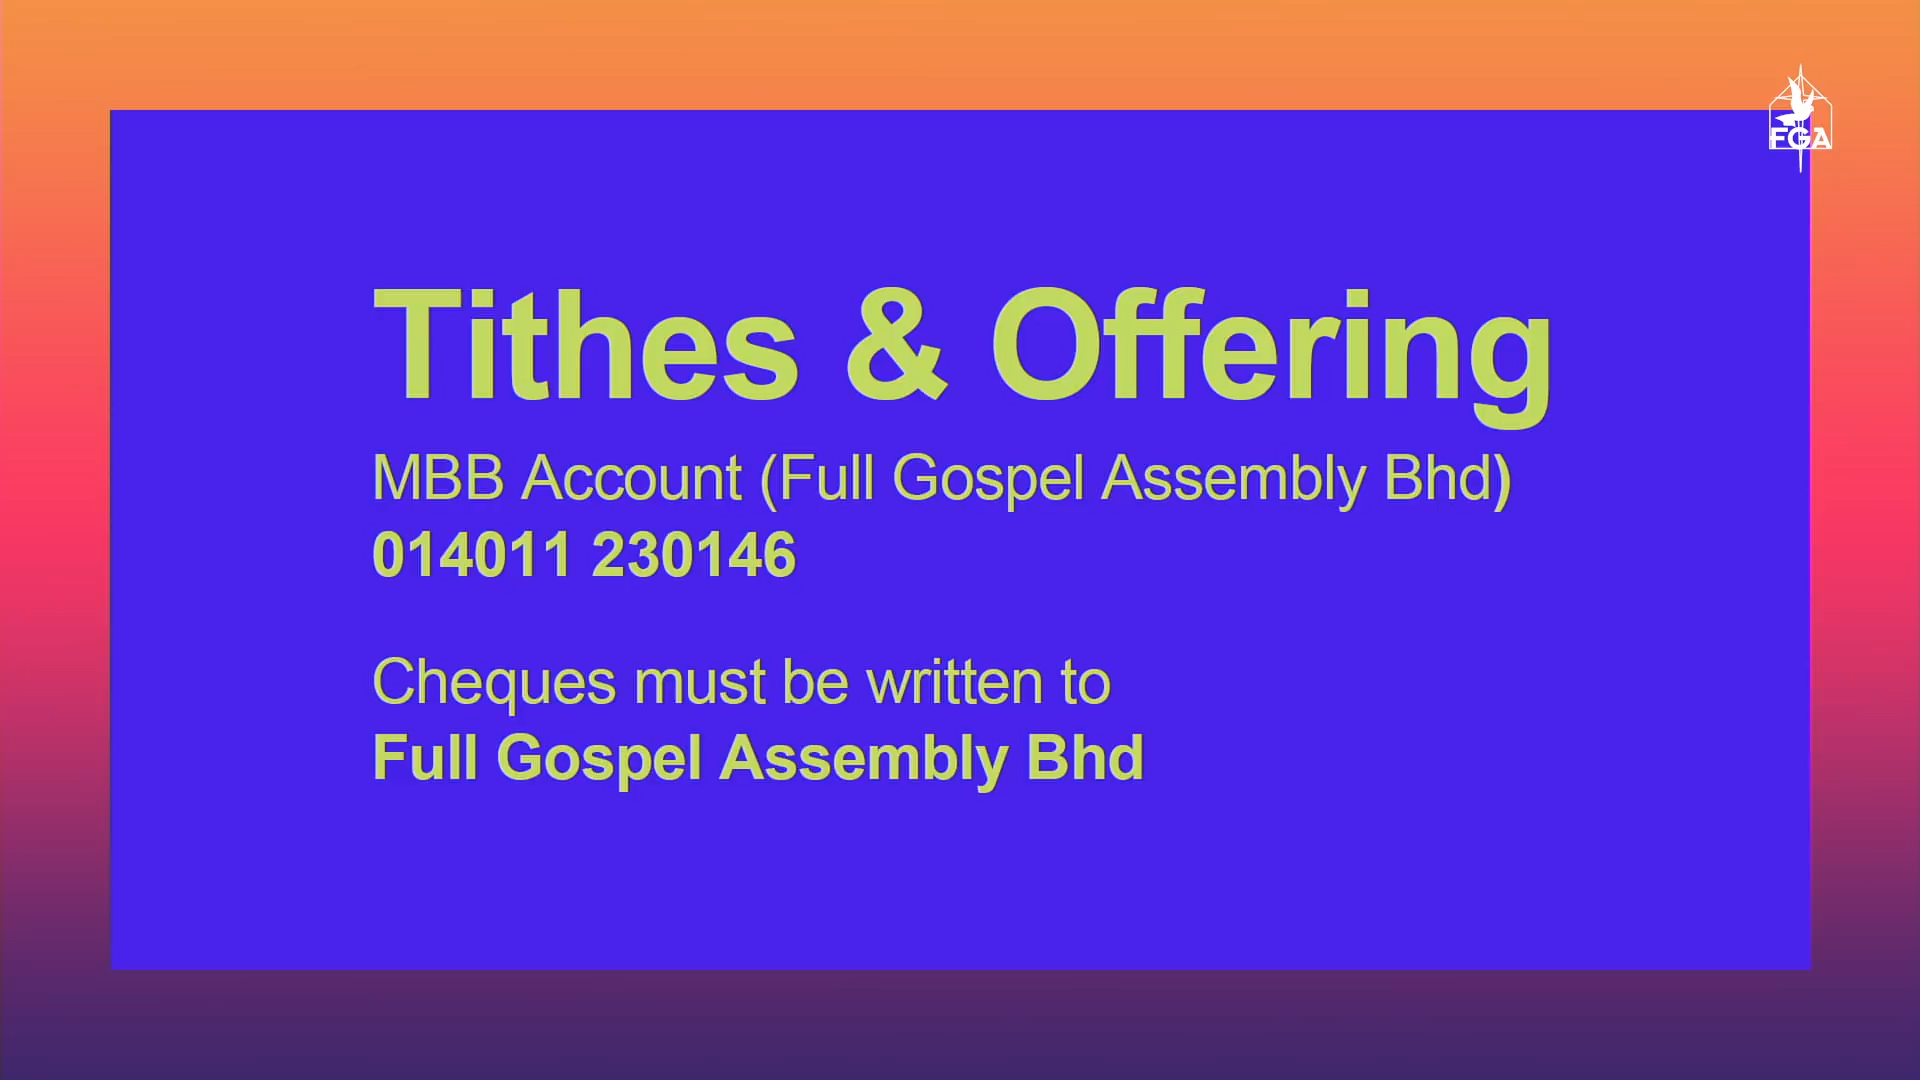 FGA
Tithes & Offering
MBB Account (Full Gospel Assembly Bhd)
014011 230146
Cheques must be written to
Full Gospel Assembly Bhd